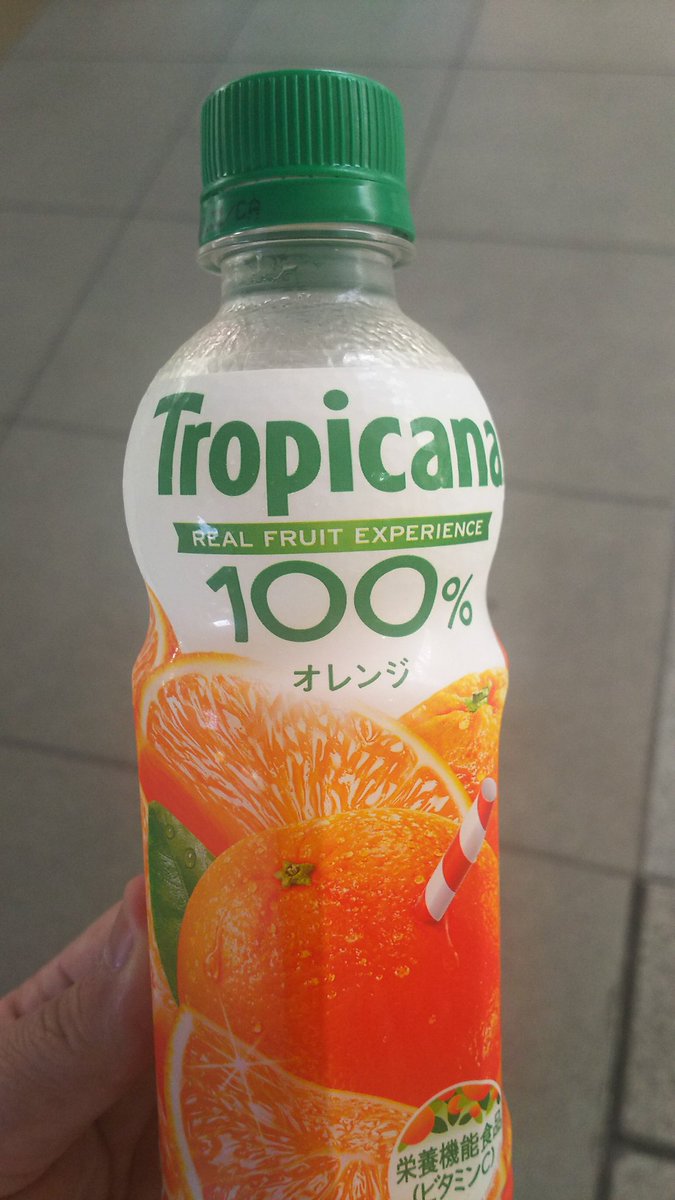 /CA
Tropicana
REAL FRUIT EXPERIENCE
100%
オレンジ
栄養機能食品
(ビタミンC)